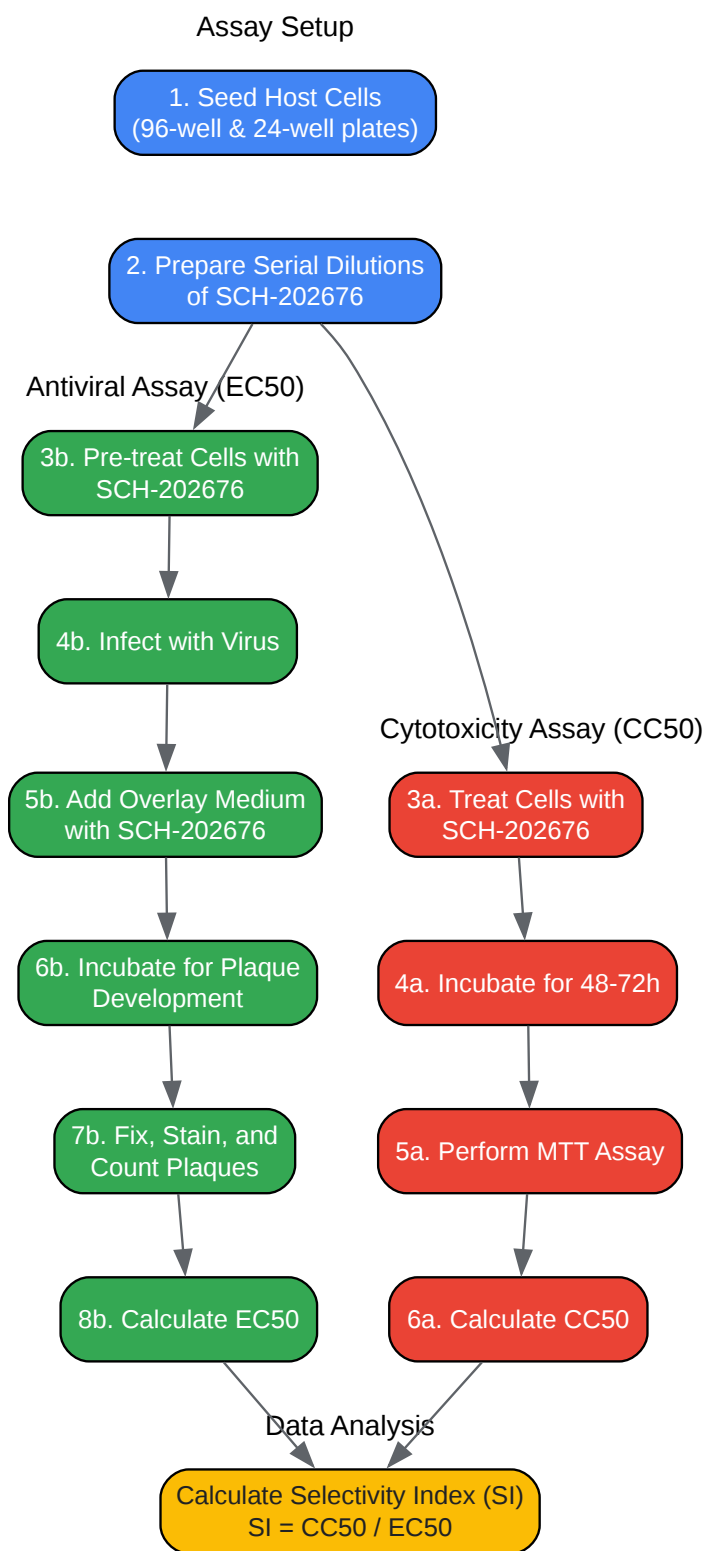 Assay Setup
1. Seed Host Cells
(96-well & 24-well plates)
2. Prepare Serial Dilutions
of SCH-202676
Antiviral Assay (EC50)
3b. Pre-treat Cells with
SCH-202676
4b. Infect with Virus
5b. Add Overlay Medium
with SCH-202676
6b. Incubate for Plaque
Development
7b. Fix, Stain, and
Count Plaques
8b. Calculate EC50
Cytotoxicity Assay (CC50)
3a. Treat Cells with
SCH-202676
4a. Incubate for 48-72h
5a. Perform MTT Assay
6a. Calculate CC50
Data Analysis
Calculate Selectivity Index (SI)
SI = CC50 / EC50